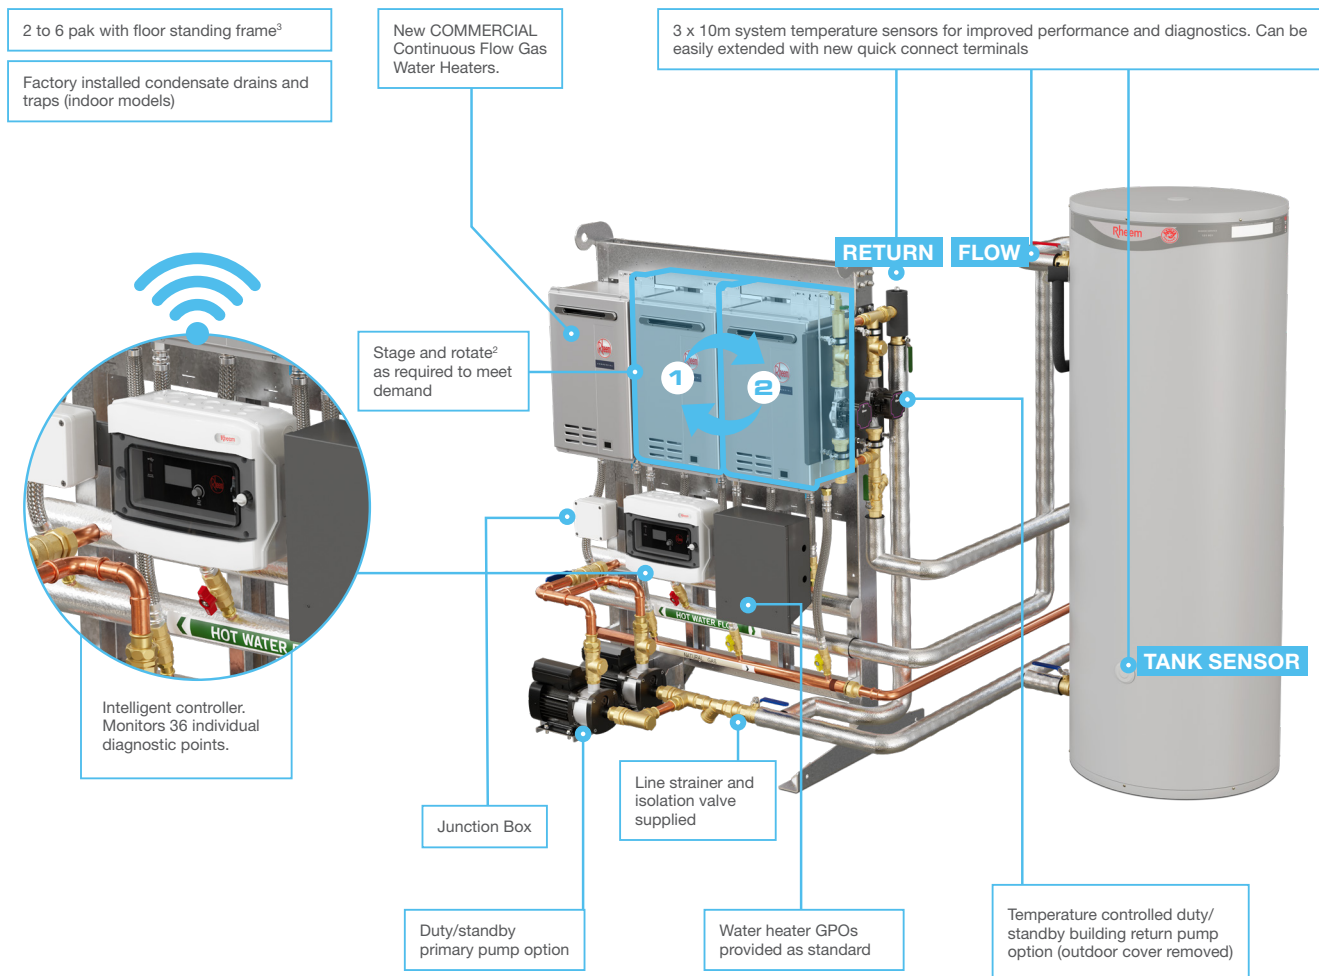 2 to 6 pak with floor standing frame³
Factory installed condensate drains and
traps (indoor models)
New COMMERCIAL
Continuous Flow Gas
Water Heaters.
3 x 10m system temperature sensors for improved performance and diagnostics. Can be
easily extended with new quick connect terminals
RETURN
FLOW
Rheem
Stage and rotate²
as required to meet
demand
1
2
Rheem
HOT WATER F
HOT WATER FLO
NATURAL GAS
TANK SENSOR
Intelligent controller.
Monitors 36 individual
diagnostic points.
Line strainer and
isolation valve
supplied
Junction Box
Duty/standby
primary pump option
Water heater GPOs
provided as standard
Temperature controlled duty/
standby building return pump
option (outdoor cover removed)